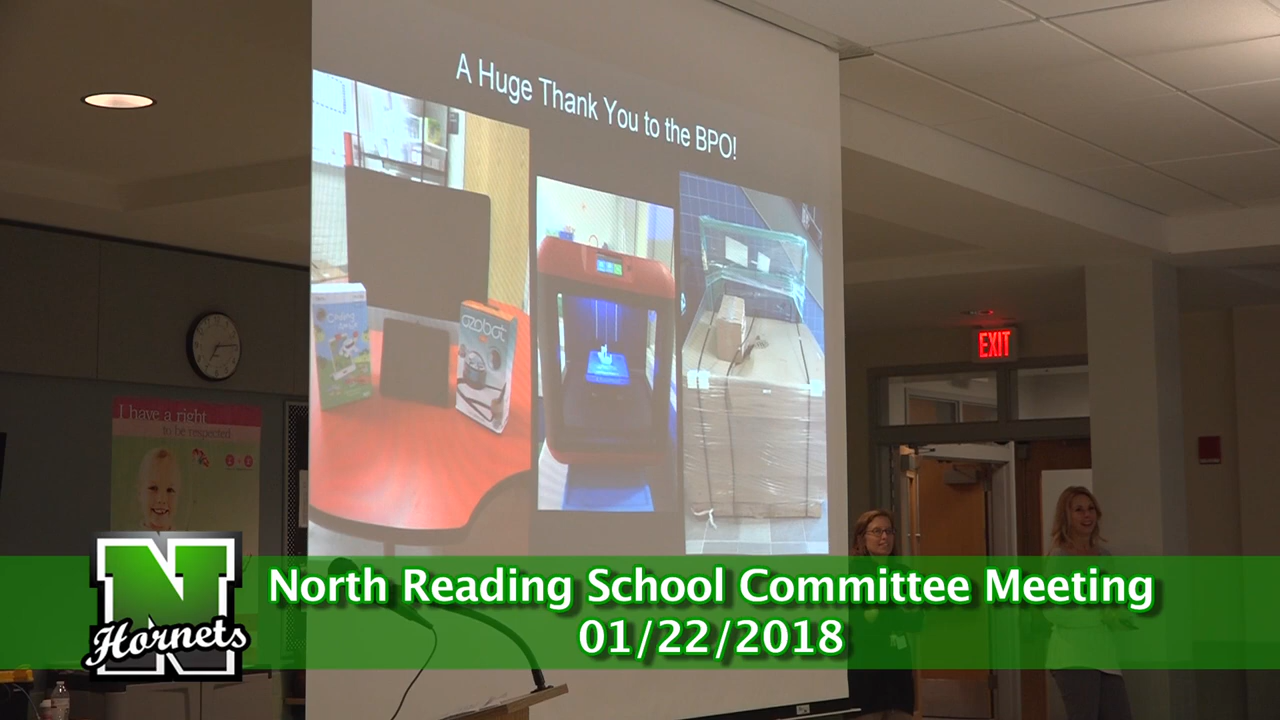 A Huge Thank You to the BPO!
Coding
ozobot
EXIT
I have a right
to be respected
N
Hornets
North Reading School Committee Meeting
01/22/2018